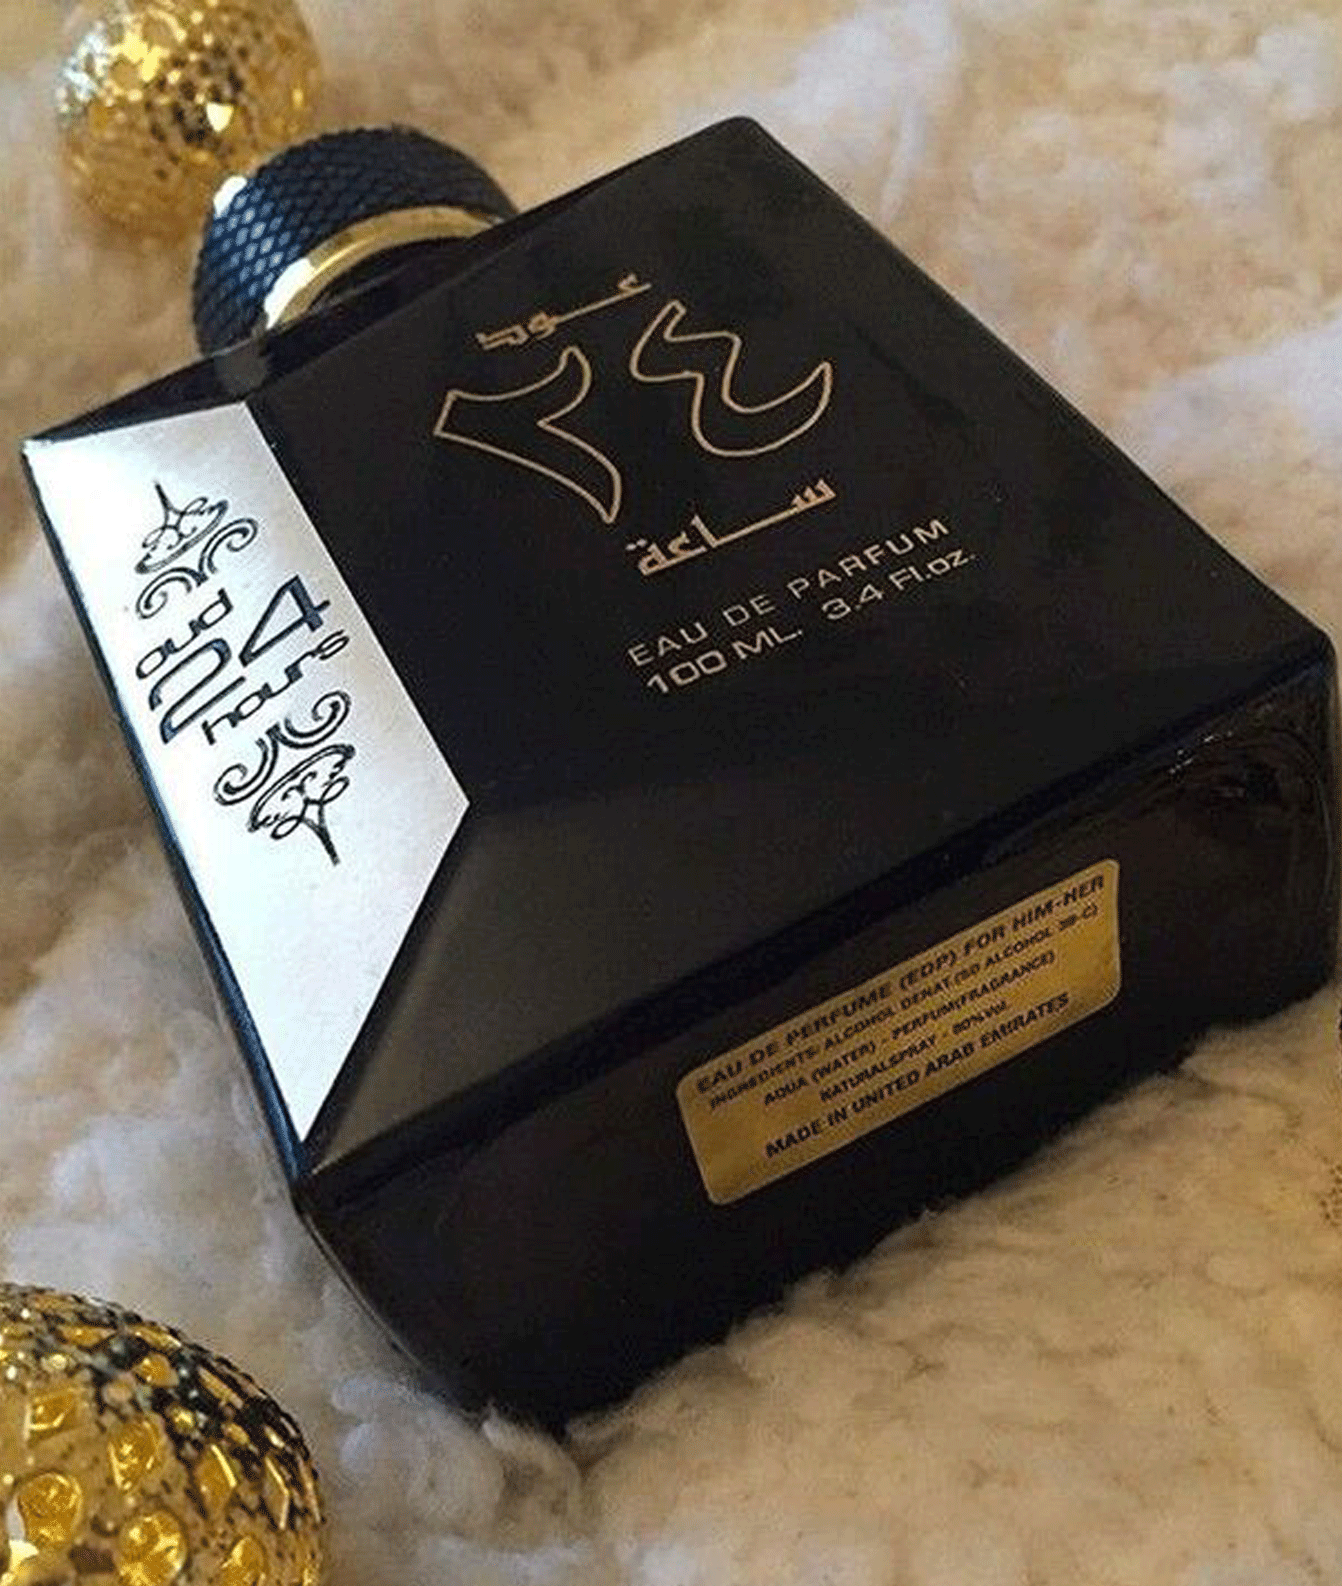 عود
٢٤
ساعة
EAU DE PARFUM
100 ML. 3.4 Fl.oz.
oud
24
hours
EAU DE PERFUME (EDP) FOR HIM-HER
INGREDIENTS: ALCOHOL DENAT.(SD ALCOHOL 39-C)
AQUA (WATER) - PERFUM(FRAGRANCE)
NATURALSPRAY - 80%Vol.
MADE IN UNITED ARAB EMIRATES